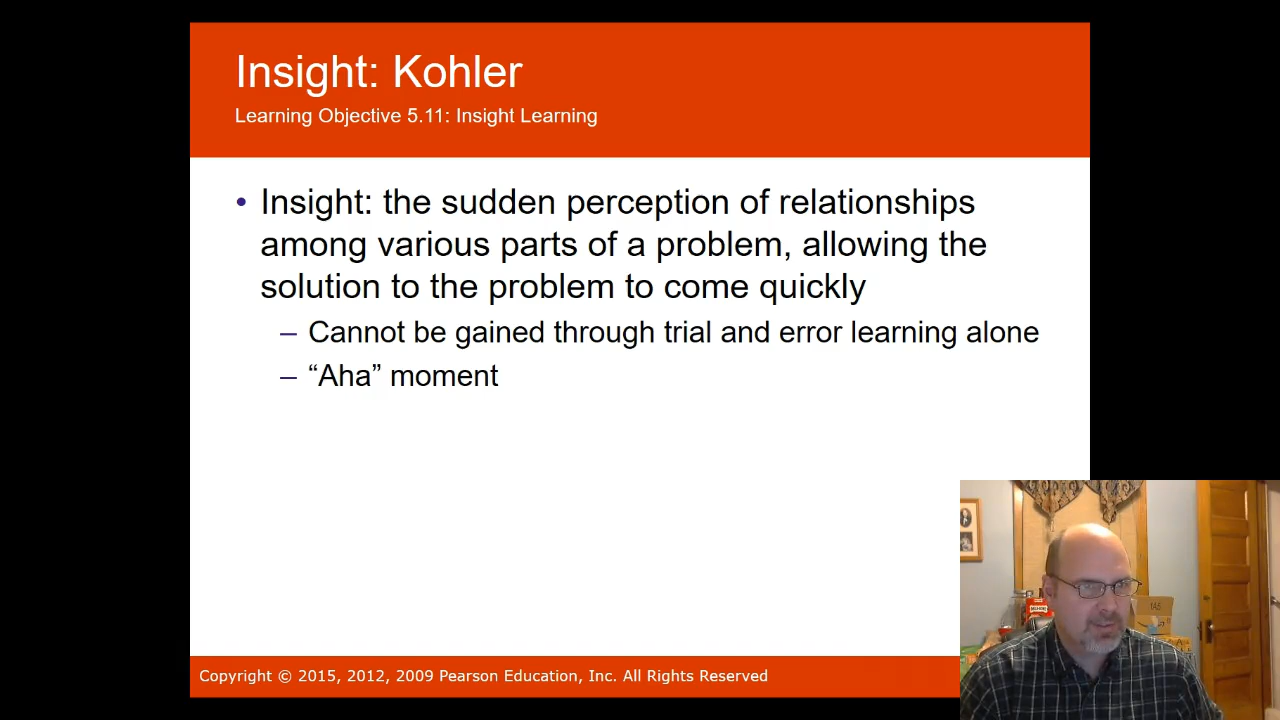 Insight: Kohler
Learning Objective 5.11: Insight Learning
• Insight: the sudden perception of relationships
among various parts of a problem, allowing the
solution to the problem to come quickly
– Cannot be gained through trial and error learning alone
– “Aha” moment
Copyright © 2015, 2012, 2009 Pearson Education, Inc. All Rights Reserved